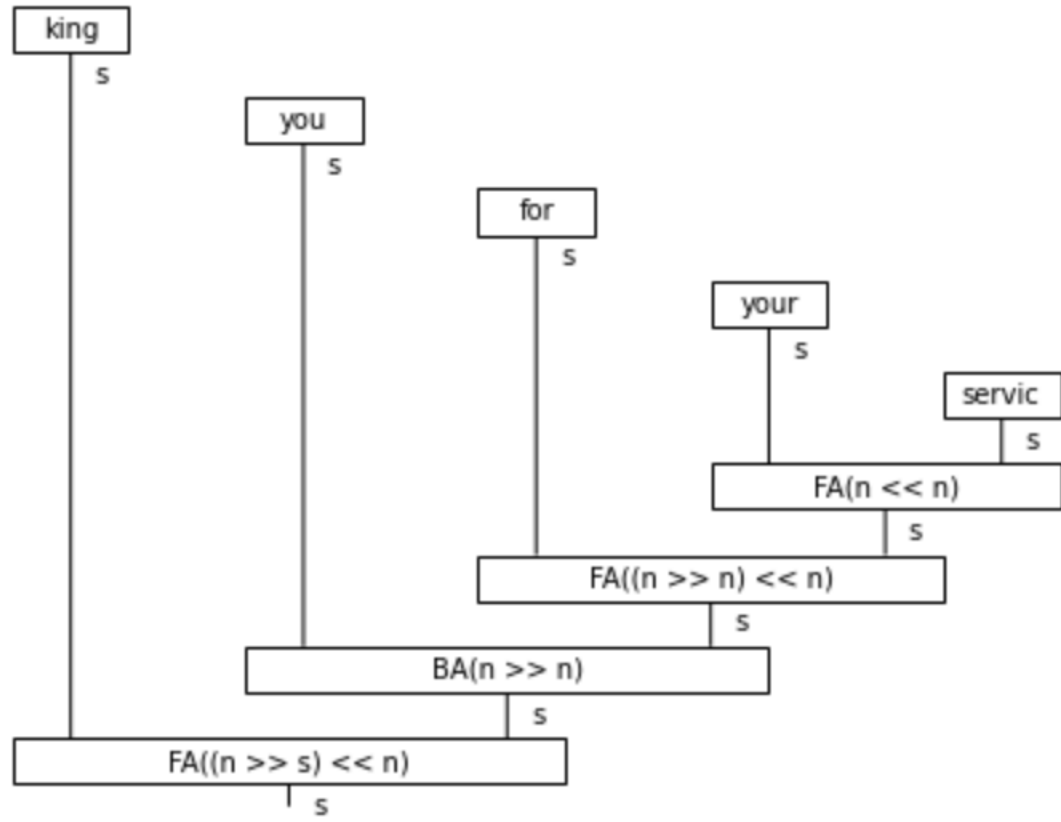 king
s
you
s
for
s
your
s
servic
s
FA(n << n)
s
FA((n >> n) << n)
s
BA(n >> n)
s
FA((n >> s) << n)
s